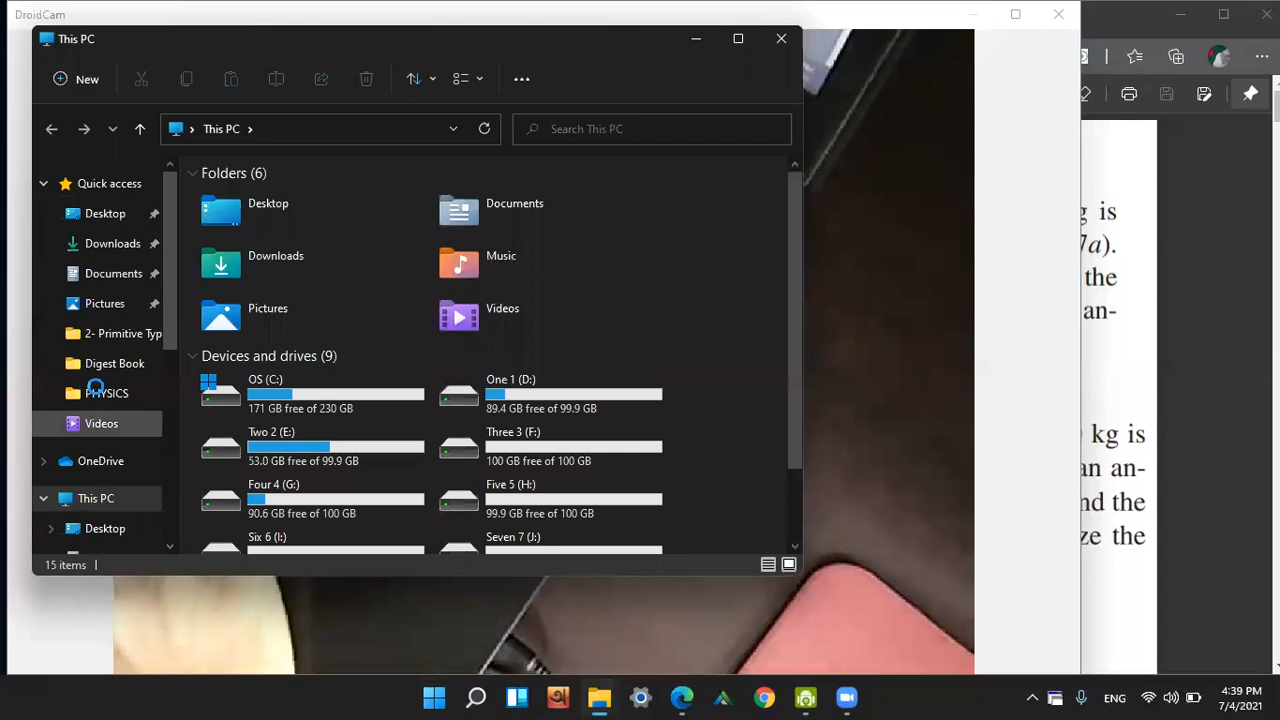 DroidCam
This PC
New
This PC
Search This PC
Quick access
Desktop
Downloads
Documents
Pictures
2- Primitive Typ
Digest Book
PHYSICS
Videos
OneDrive
This PC
Desktop
Folders (6)
Desktop
Documents
Downloads
Music
Pictures
Videos
Devices and drives (9)
OS (C:)
171 GB free of 230 GB
One 1 (D:)
89.4 GB free of 99.9 GB
Two 2 (E:)
53.0 GB free of 99.9 GB
Three 3 (F:)
100 GB free of 100 GB
Four 4 (G:)
90.6 GB free of 100 GB
Five 5 (H:)
99.9 GB free of 100 GB
Six 6 (I:)
Seven 7 (J:)
15 items
g is
7a).
the
an-
kg is
an an-
nd the
ze the
ENG
4:39 PM
7/4/2021